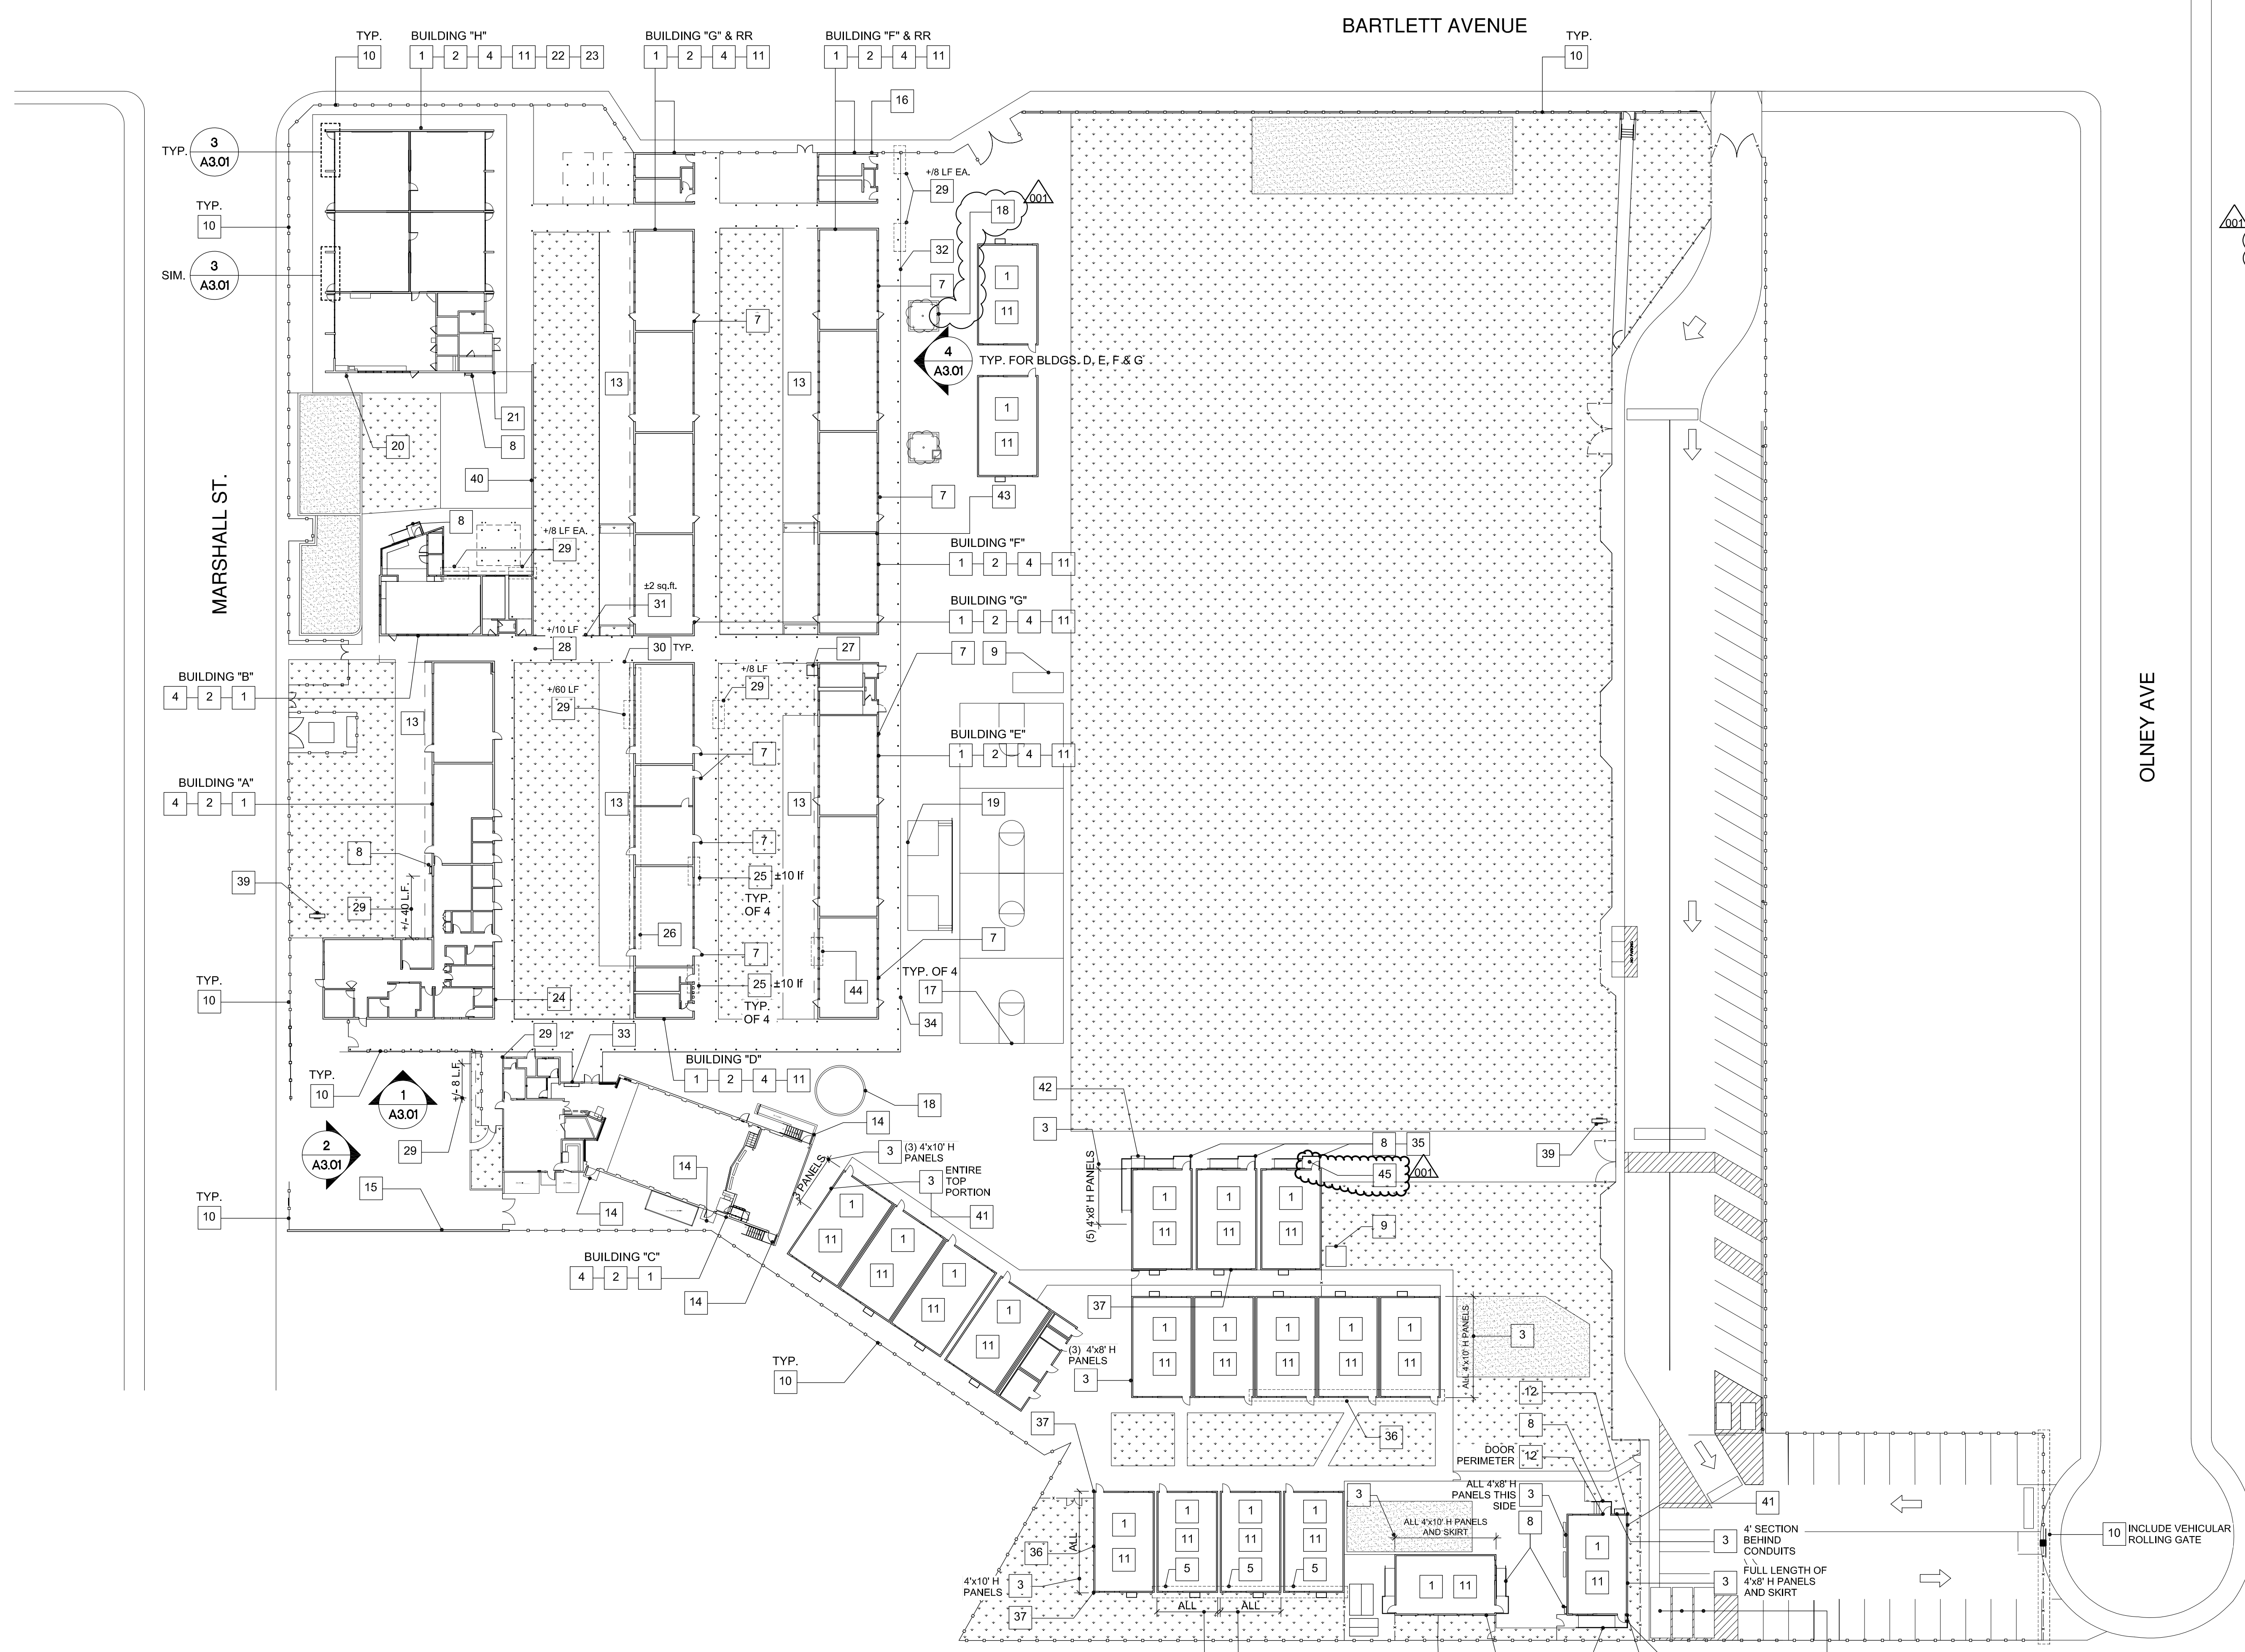 BARTLETT AVENUE
TYP.
10
BUILDING "H"
1 2 4 11 22 23
BUILDING "G" & RR
1 2 4 11
BUILDING "F" & RR
1 2 4 11
TYP.
10
16
TYP.
3
A3.01
+/8 LF EA.
29
18
001
001
TYP.
10
32
1
SIM.
3
A3.01
7
11
7
4
A3.01
TYP. FOR BLDGS. D, E, F & G
13
13
1
21
11
20
8
40
7
43
MARSHALL ST.
8
+/8 LF EA.
29
BUILDING "F"
1 2 4 11
±2 sq.ft.
31
BUILDING "G"
1 2 4 11
+/10 LF
28
30 TYP.
27
7
9
BUILDING "B"
4 2 1
+/8 LF
29
+/60 LF
29
13
BUILDING "E"
1 2 4 11
7
OLNEY AVE
BUILDING "A"
4 2 1
13
13
19
7
8
39
25 ±10 lf
TYP.
OF 4
29
+/- 40 L.F.
26
7
7
TYP.
10
24
25 ±10 lf
TYP.
OF 4
44
TYP. OF 4
17
34
NO PARKING
29 12"
33
BUILDING "D"
1 2 4 11
TYP.
10
1
A3.01
+/- 8 L.F.
29
18
42
14
3
8 35
39
2
A3.01
3 (3) 4'x10' H
PANELS
3 PANELS
3 ENTIRE
TOP
PORTION
41
45
001
14
15
TYP.
10
14
(5) 4'x8' H PANELS
1 1 1
11 11 11
9
1
11
1
11
1
11
1
11
BUILDING "C"
4 2 1
14
37
TYP.
10
(3) 4'x8' H
PANELS
3
1 1 1 1 1
11 11 11 11 11
ALL 4'x10' H PANELS
3
37
36
12
8
DOOR
PERIMETER 12
ALL 4'x8' H
PANELS THIS
SIDE
3
3
ALL 4'x10' H PANELS
AND SKIRT
8
41
1 1 1 1
11 11 11 11
5 5 5
ALL
36
4'x10' H
PANELS
3
37
ALL
ALL
1 11
1
11
3 4' SECTION
BEHIND
CONDUITS
3 FULL LENGTH OF
4'x8' H PANELS
AND SKIRT
10 INCLUDE VEHICULAR
ROLLING GATE